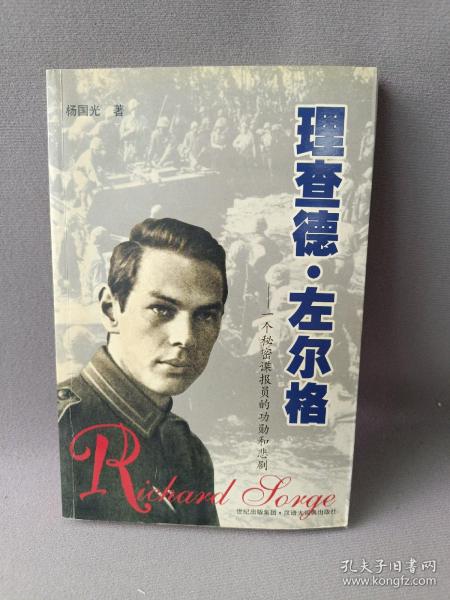 杨国光 著
理查德·左尔格
——一个秘密谍报员的功勋和悲剧
Richard Sorge
世纪出版集团·汉语大词典出版社
孔夫子旧书网
www.kongfz.com